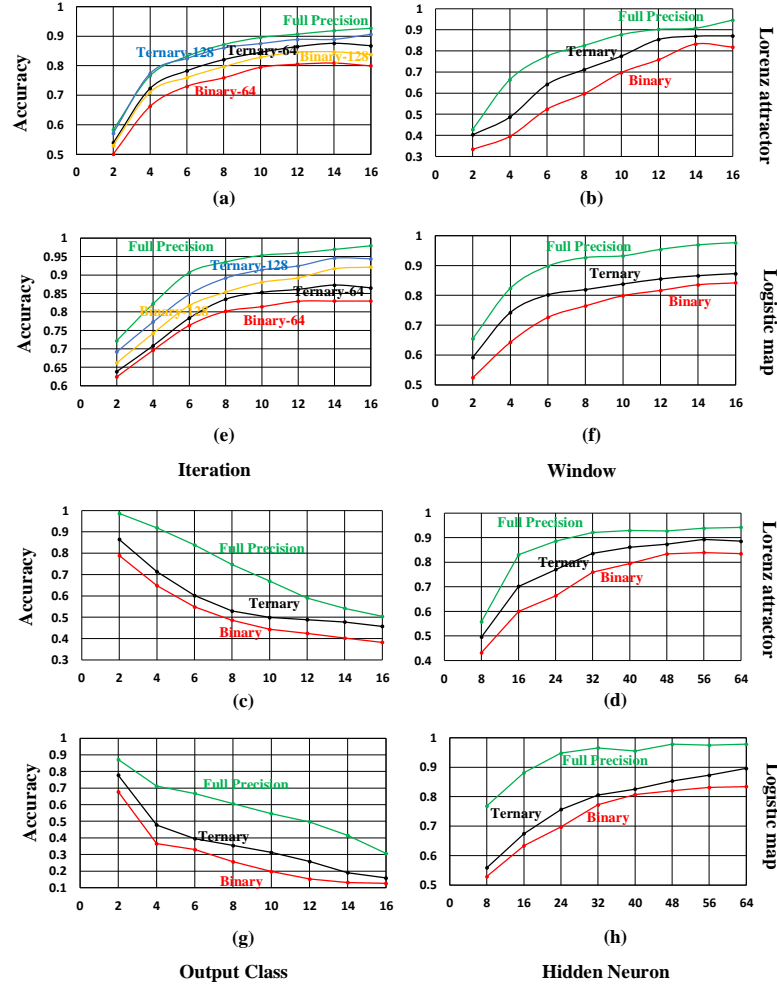 Full Precision
Ternary-128
Ternary-64
Binary-128
Binary-64
Accuracy
1
0.9
0.8
0.7
0.6
0.5
0 2 4 6 8 10 12 14 16
(a)
Full Precision
Ternary
Binary
Lorenz attractor
1
0.9
0.8
0.7
0.6
0.5
0.4
0.3
0 2 4 6 8 10 12 14 16
(b)
Full Precision
Ternary-128
Binary-128
Ternary-64
Binary-64
Accuracy
1
0.95
0.9
0.85
0.8
0.75
0.7
0.65
0.6
0 2 4 6 8 10 12 14 16
(e)
Iteration
Full Precision
Ternary
Binary
Logistic map
1
0.9
0.8
0.7
0.6
0.5
0 2 4 6 8 10 12 14 16
(f)
Window
Full Precision
Ternary
Binary
Accuracy
1
0.9
0.8
0.7
0.6
0.5
0.4
0.3
0 2 4 6 8 10 12 14 16
(c)
Full Precision
Ternary
Binary
Lorenz attractor
1
0.9
0.8
0.7
0.6
0.5
0.4
0 8 16 24 32 40 48 56 64
(d)
Full Precision
Ternary
Binary
Accuracy
1
0.9
0.8
0.7
0.6
0.5
0.4
0.3
0.2
0.1
0 2 4 6 8 10 12 14 16
(g)
Output Class
Full Precision
Ternary
Binary
Logistic map
1
0.9
0.8
0.7
0.6
0.5
0 8 16 24 32 40 48 56 64
(h)
Hidden Neuron